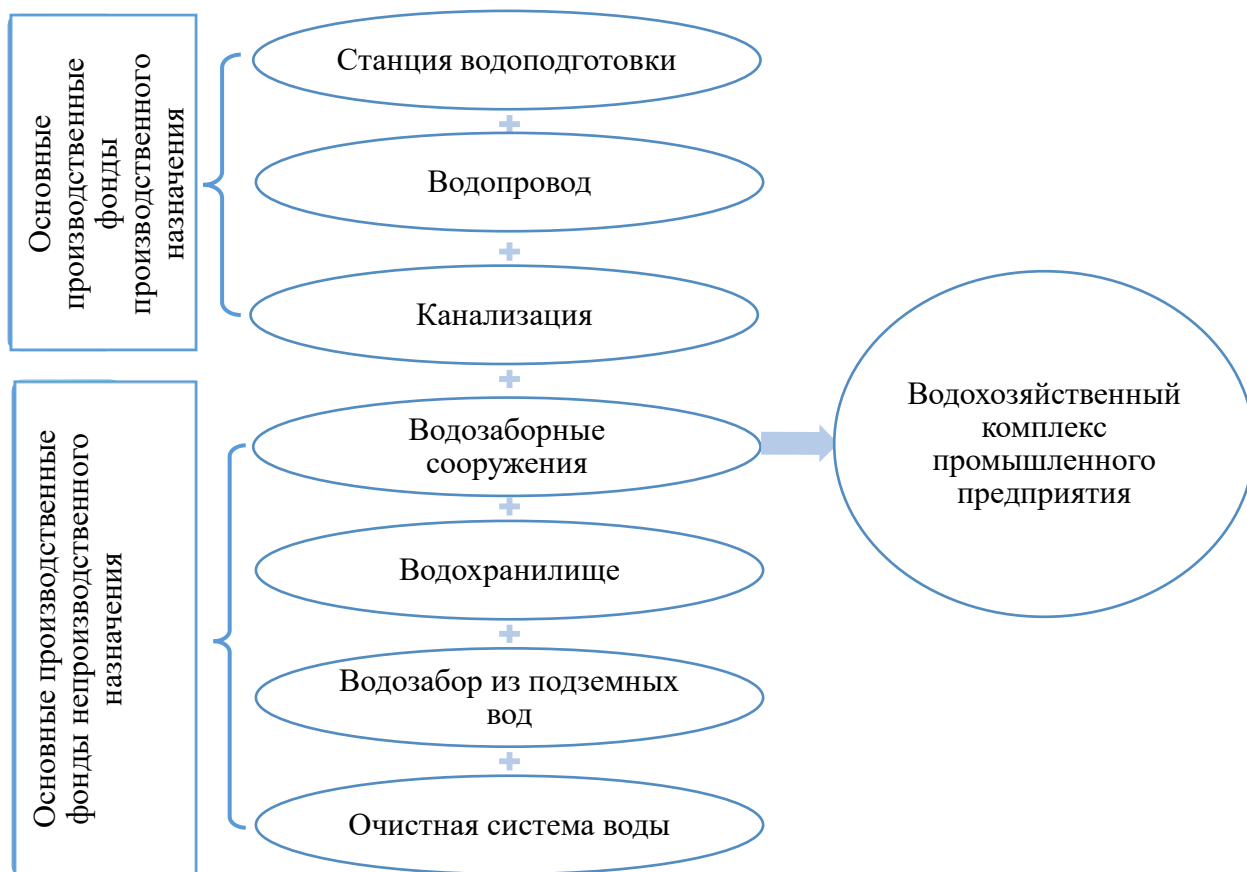 Основные
производственные
фонды
производственного
назначения
Станция водоподготовки
Водопровод
Канализация
Основные производственные
фонды непроизводственного
назначения
Водозаборные
сооружения
Водохранилище
Водозабор из подземных
вод
Очистная система воды
Водохозяйственный
комплекс
промышленного
предприятия